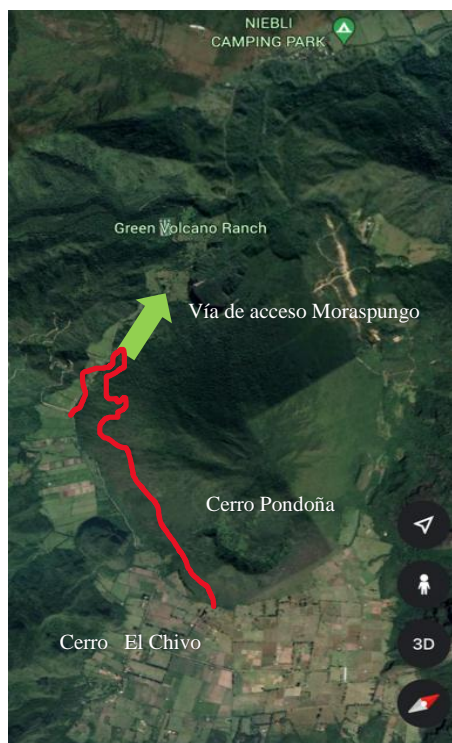 NIEBLI
CAMPING PARK
Green Volcano Ranch
Vía de acceso Moraspungo
Cerro Pondoña
Cerro El Chivo
3D